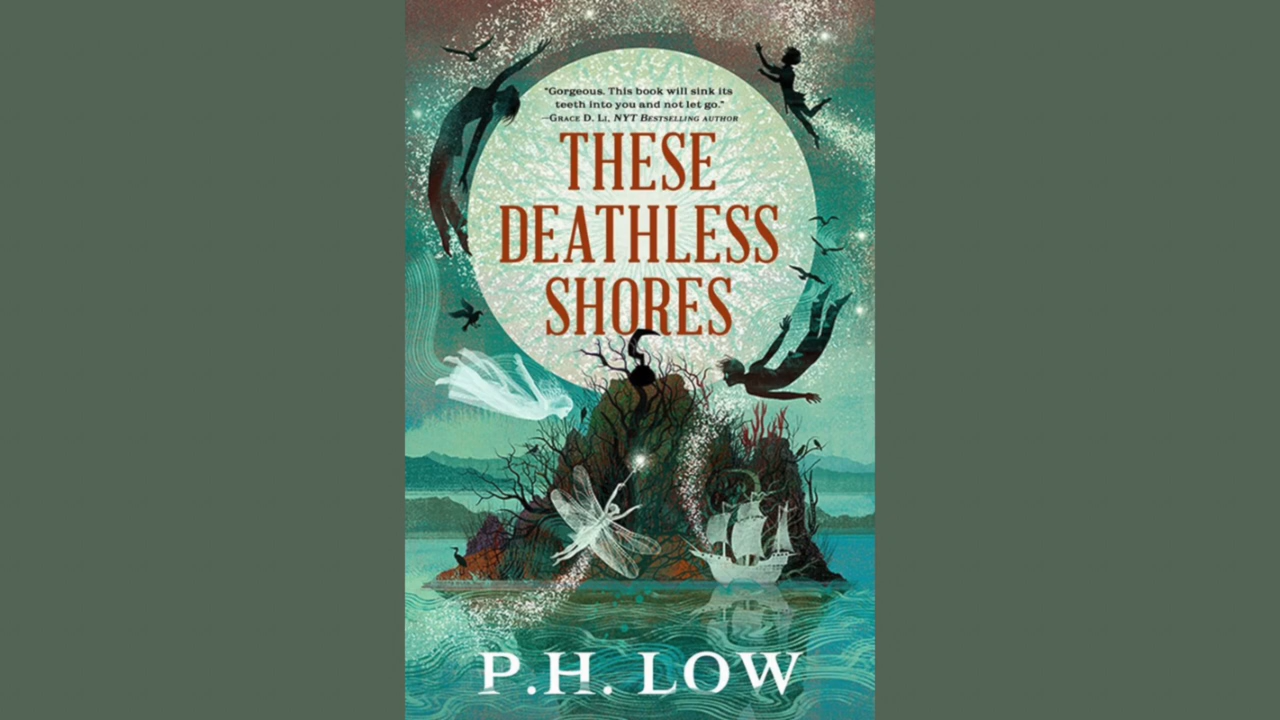 "Gorgeous. This book will sink its
teeth into you and not let go."
—Grace D. Li, NYT Bestselling author
THESE
DEATHLESS
SHORES
P.H. LOW